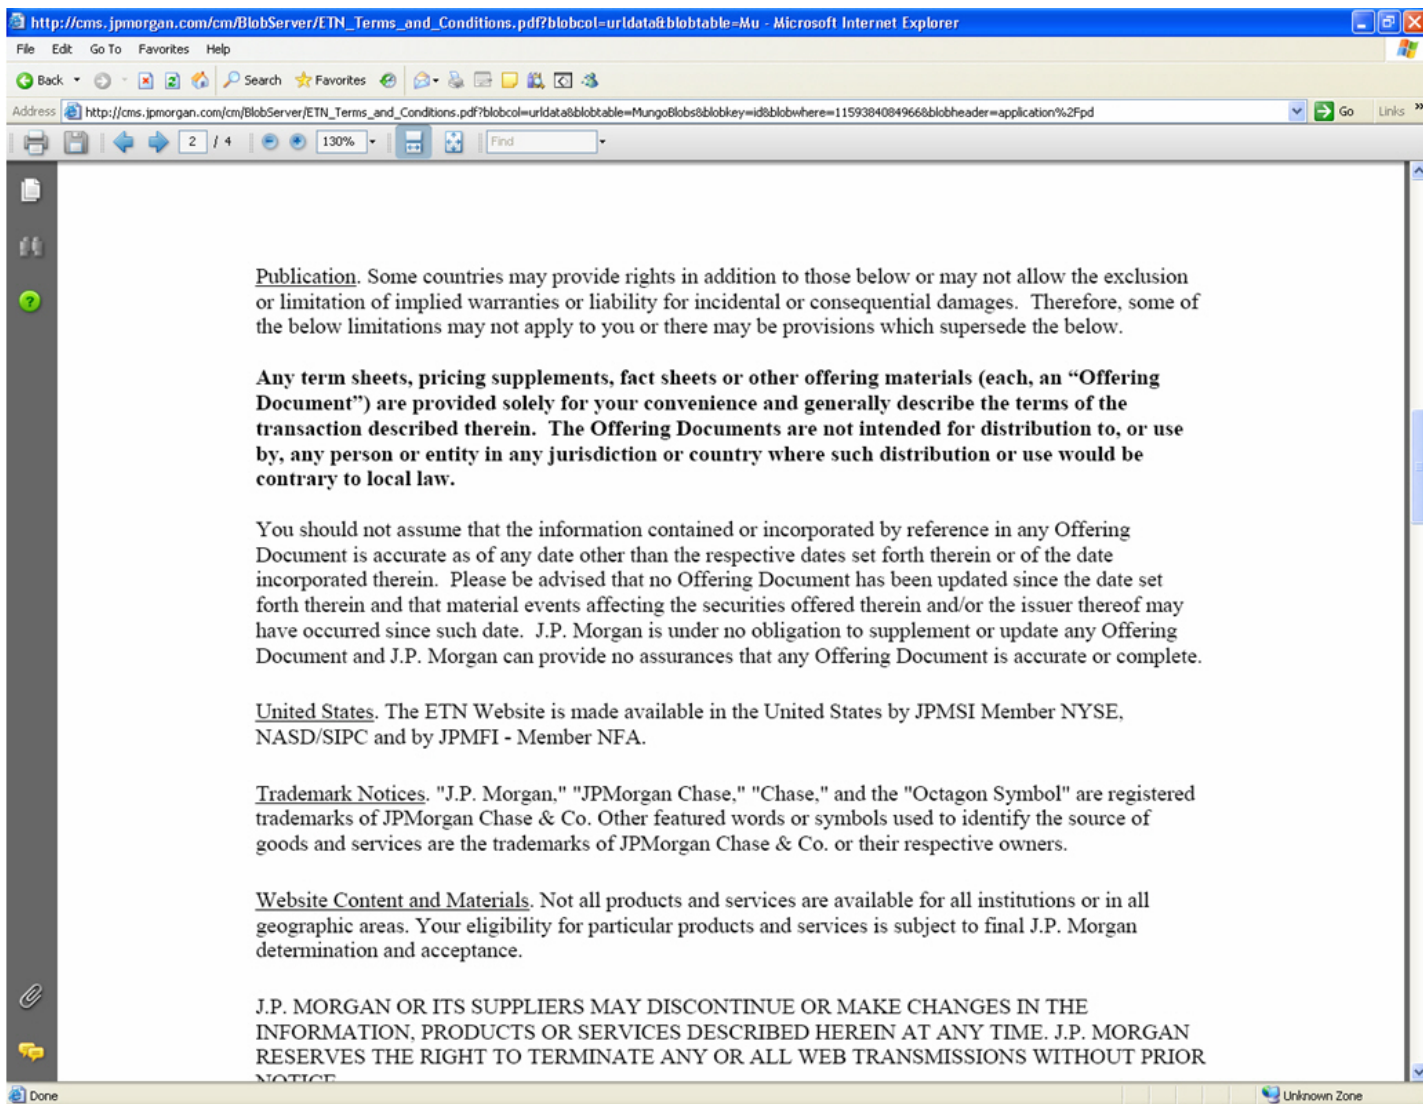 http://cms.jpmorgan.com/cm/BlobServer/ETN_Terms_and_Conditions.pdf?blobcol=urldata&blobtable=Mu - Microsoft Internet Explorer
File Edit Go To Favorites Help
Back Search Favorites
Address http://cms.jpmorgan.com/cm/BlobServer/ETN_Terms_and_Conditions.pdf?blobcol=urldata&blobtable=MungoBlobs&blobkey=id&blobwhere=1159384084966&blobheader=application%2Fpd Go Links »
2 / 4 130% Find
Publication. Some countries may provide rights in addition to those below or may not allow the exclusion
or limitation of implied warranties or liability for incidental or consequential damages. Therefore, some of
the below limitations may not apply to you or there may be provisions which supersede the below.
Any term sheets, pricing supplements, fact sheets or other offering materials (each, an “Offering
Document”) are provided solely for your convenience and generally describe the terms of the
transaction described therein. The Offering Documents are not intended for distribution to, or use
by, any person or entity in any jurisdiction or country where such distribution or use would be
contrary to local law.
You should not assume that the information contained or incorporated by reference in any Offering
Document is accurate as of any date other than the respective dates set forth therein or of the date
incorporated therein. Please be advised that no Offering Document has been updated since the date set
forth therein and that material events affecting the securities offered therein and/or the issuer thereof may
have occurred since such date. J.P. Morgan is under no obligation to supplement or update any Offering
Document and J.P. Morgan can provide no assurances that any Offering Document is accurate or complete.
United States. The ETN Website is made available in the United States by JPMSI Member NYSE,
NASD/SIPC and by JPMFI - Member NFA.
Trademark Notices. "J.P. Morgan," "JPMorgan Chase," "Chase," and the "Octagon Symbol" are registered
trademarks of JPMorgan Chase & Co. Other featured words or symbols used to identify the source of
goods and services are the trademarks of JPMorgan Chase & Co. or their respective owners.
Website Content and Materials. Not all products and services are available for all institutions or in all
geographic areas. Your eligibility for particular products and services is subject to final J.P. Morgan
determination and acceptance.
J.P. MORGAN OR ITS SUPPLIERS MAY DISCONTINUE OR MAKE CHANGES IN THE
INFORMATION, PRODUCTS OR SERVICES DESCRIBED HEREIN AT ANY TIME. J.P. MORGAN
RESERVES THE RIGHT TO TERMINATE ANY OR ALL WEB TRANSMISSIONS WITHOUT PRIOR
NOTICE
Done Unknown Zone